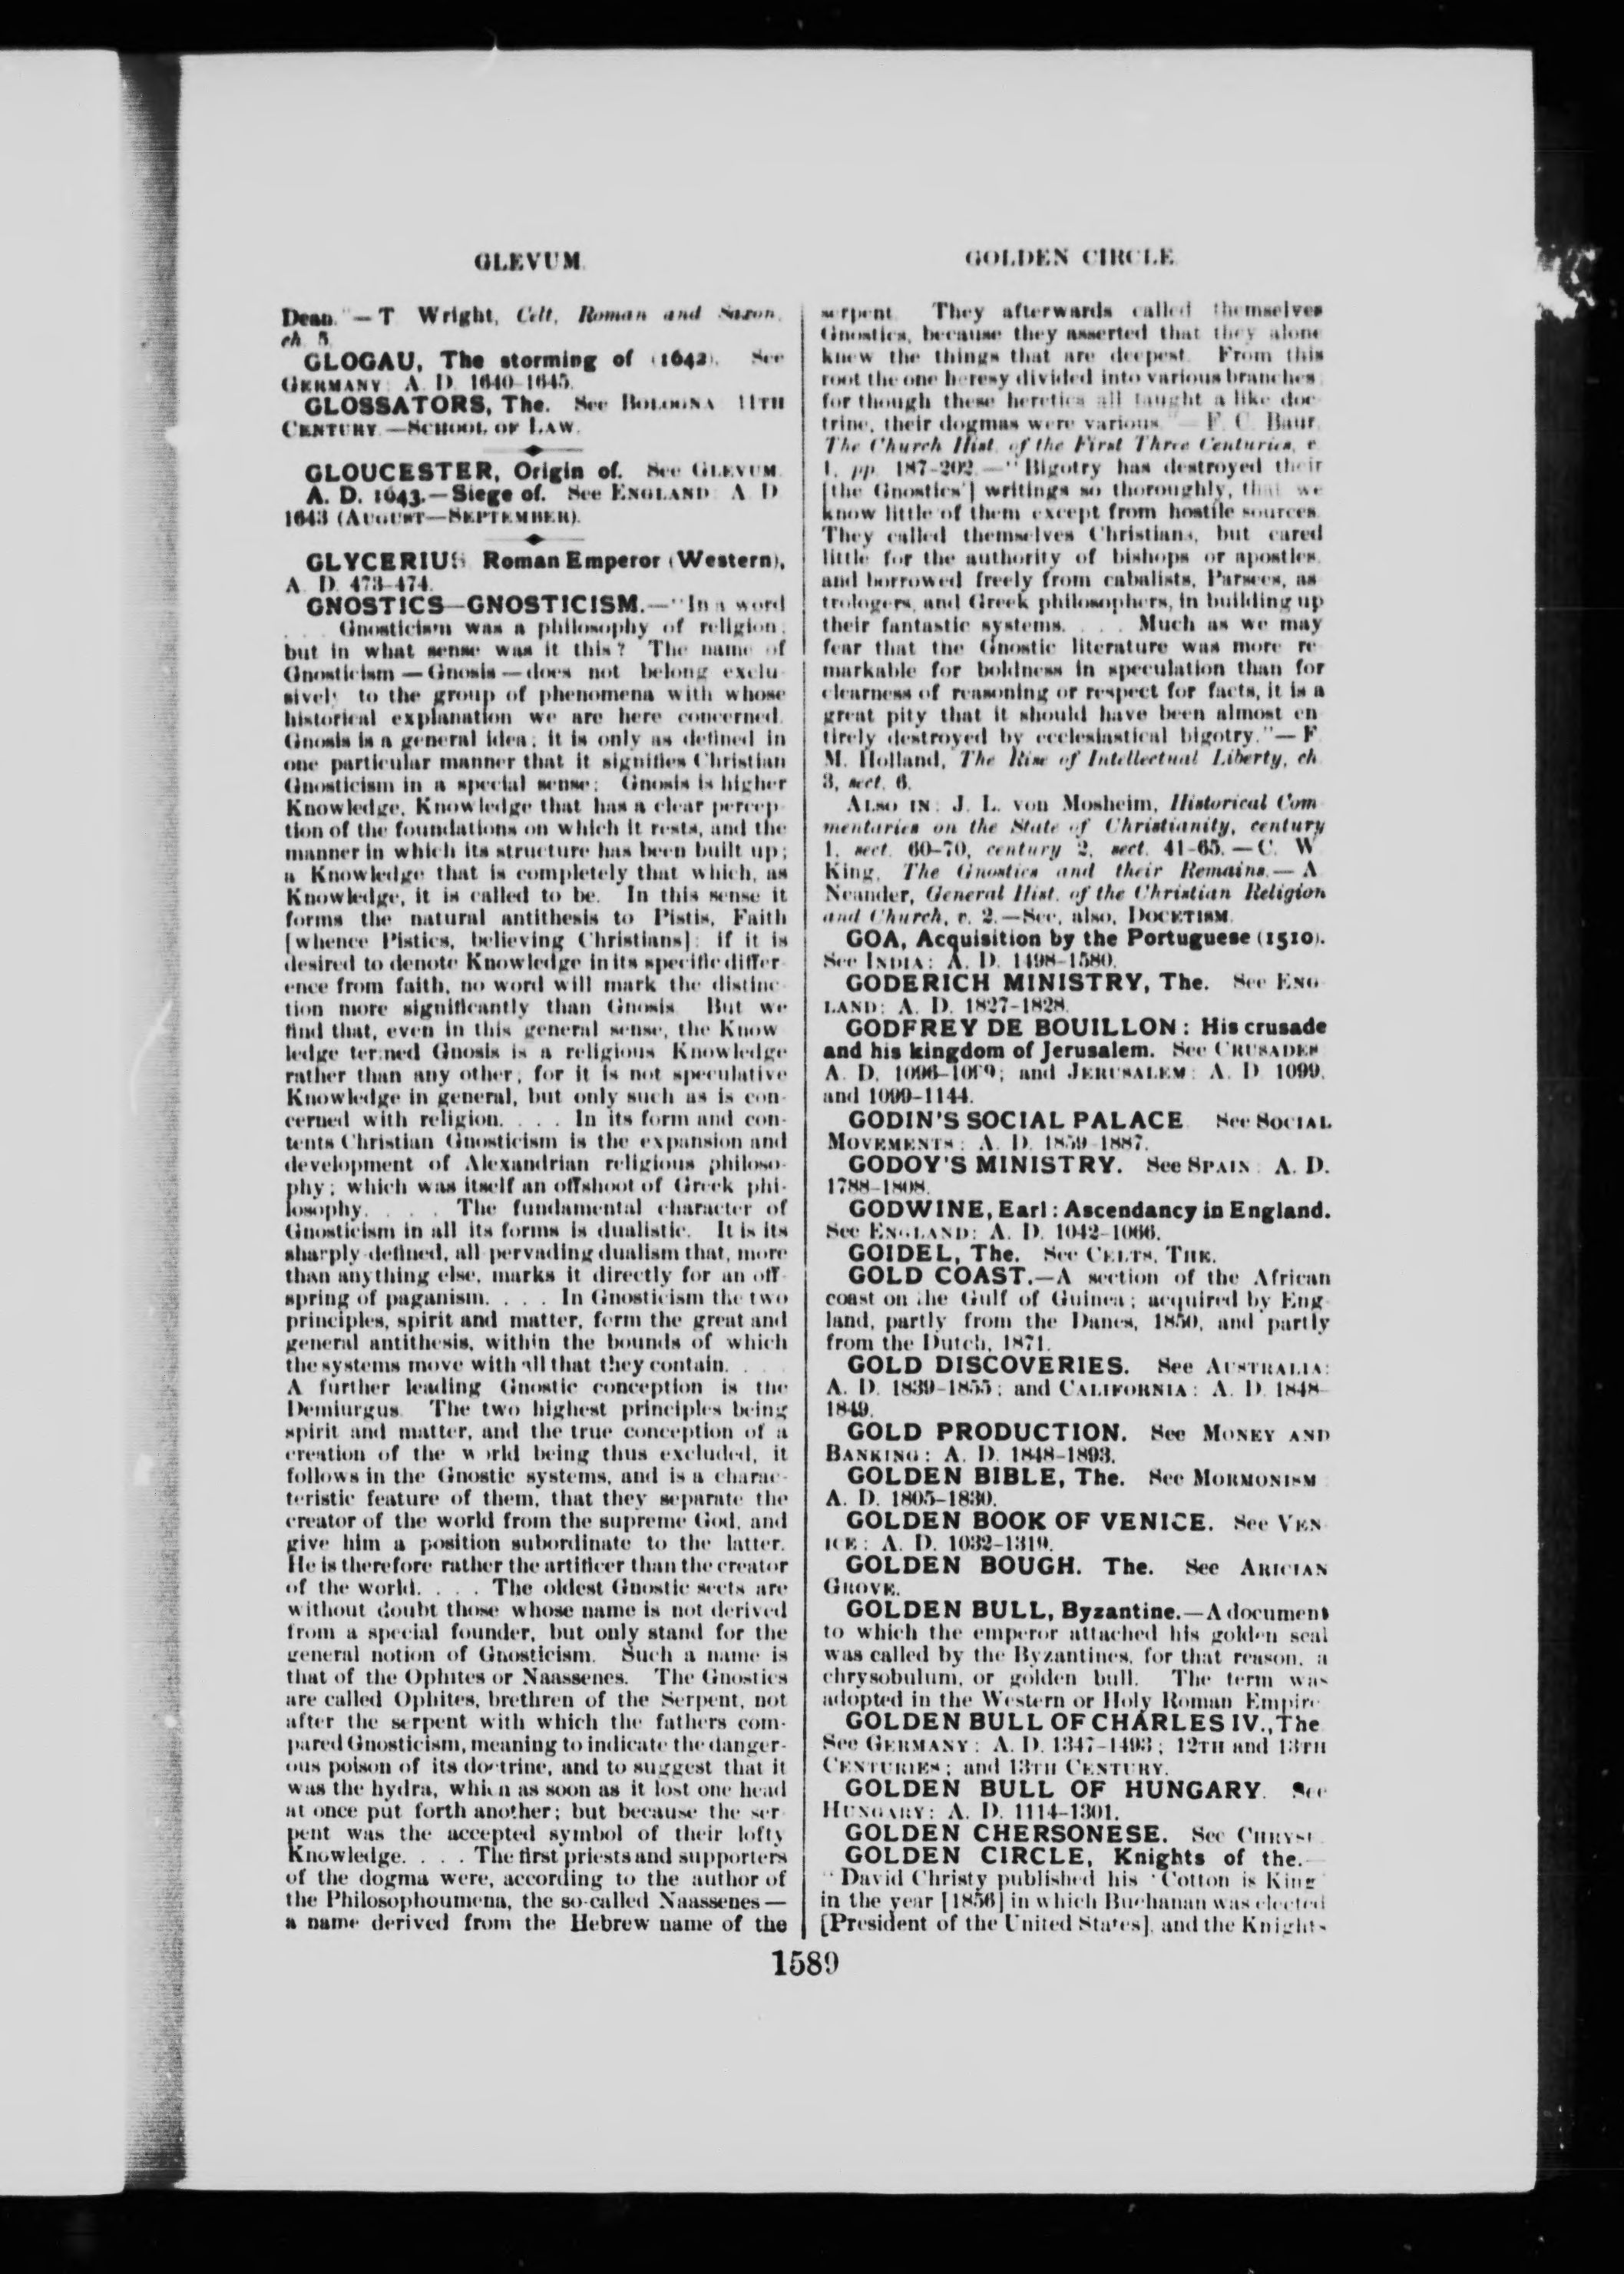 GLEVUM.
GOLDEN CIRCLE.
Dean."—T. Wright, Celt, Roman and Saxon,
ch. 5.
GLOGAU, The storming of (1642). See
GERMANY: A. D. 1640-1645.
GLOSSATORS, The. See BOLOGNA: 11TH
CENTURY.—SCHOOL OF LAW.
GLOUCESTER, Origin of. See GLEVUM.
A. D. 1643.—Siege of. See ENGLAND: A. D.
1643 (AUGUST—SEPTEMBER).
GLYCERIUS, Roman Emperor (Western),
A. D. 473-474.
GNOSTICS—GNOSTICISM.—"In a word
. . . Gnosticism was a philosophy of religion;
but in what sense was it this? The name of
Gnosticism—Gnosis—does not belong exclu-
sively to the group of phenomena with whose
historical explanation we are here concerned.
Gnosis is a general idea; it is only as defined in
one particular manner that it signifies Christian
Gnosticism in a special sense: Gnosis is higher
Knowledge, Knowledge that has a clear percep-
tion of the foundations on which it rests, and the
manner in which its structure has been built up;
a Knowledge that is completely that which, as
Knowledge, it is called to be. In this sense it
forms the natural antithesis to Pistis, Faith
[whence Pistics, believing Christians]: if it is
desired to denote Knowledge in its specific differ-
ence from faith, no word will mark the distinc-
tion more significantly than Gnosis. But we
find that, even in this general sense, the Know-
ledge termed Gnosis is a religious Knowledge
rather than any other; for it is not speculative
Knowledge in general, but only such as is con-
cerned with religion. . . . In its form and con-
tents Christian Gnosticism is the expansion and
development of Alexandrian religious philoso-
phy; which was itself an offshoot of Greek phi-
losophy. . . . The fundamental character of
Gnosticism in all its forms is dualistic. It is its
sharply-defined, all-pervading dualism that, more
than anything else, marks it directly for an off-
spring of paganism. . . . In Gnosticism the two
principles, spirit and matter, form the great and
general antithesis, within the bounds of which
the systems move with all that they contain. . . .
A further leading Gnostic conception is the
Demiurgus. The two highest principles being
spirit and matter, and the true conception of a
creation of the world being thus excluded, it
follows in the Gnostic systems, and is a charac-
teristic feature of them, that they separate the
creator of the world from the supreme God, and
give him a position subordinate to the latter.
He is therefore rather the artificer than the creator
of the world. . . . The oldest Gnostic sects are
without doubt those whose name is not derived
from a special founder, but only stand for the
general notion of Gnosticism. Such a name is
that of the Ophites or Naassenes. The Gnostics
are called Ophites, brethren of the Serpent, not
after the serpent with which the fathers com-
pared Gnosticism, meaning to indicate the danger-
ous poison of its doctrine, and to suggest that it
was the hydra, which as soon as it lost one head
at once put forth another; but because the ser-
pent was the accepted symbol of their lofty
Knowledge. . . . The first priests and supporters
of the dogma were, according to the author of
the Philosophoumena, the so-called Naassenes—
a name derived from the Hebrew name of the
serpent. They afterwards called themselves
Gnostics, because they asserted that they alone
knew the things that are deepest. From this
root the one heresy divided into various branches;
for though these heretics all taught a like doc-
trine, their dogmas were various."—F. C. Baur,
The Church Hist. of the First Three Centuries, v.
1, pp. 187-202.—"Bigotry has destroyed their
[the Gnostics'] writings so thoroughly, that we
know little of them except from hostile sources.
They called themselves Christians, but cared
little for the authority of bishops or apostles,
and borrowed freely from cabalists, Parsees, as-
trologers, and Greek philosophers, in building up
their fantastic systems. . . . Much as we may
fear that the Gnostic literature was more re-
markable for boldness in speculation than for
clearness of reasoning or respect for facts, it is a
great pity that it should have been almost en-
tirely destroyed by ecclesiastical bigotry."—F.
M. Holland, The Rise of Intellectual Liberty, ch.
3, sect. 6.
ALSO IN: J. L. von Mosheim, Historical Com-
mentaries on the State of Christianity, century
1, sect. 60-70, century 2, sect. 41-65.—C. W.
King, The Gnostics and their Remains.—A.
Neander, General Hist. of the Christian Religion
and Church, v. 2.—See, also, DOCETISM.
GOA, Acquisition by the Portuguese (1510).
See INDIA: A. D. 1498-1580.
GODERICH MINISTRY, The. See ENG-
LAND: A. D. 1827-1828.
GODFREY DE BOUILLON: His crusade
and his kingdom of Jerusalem. See CRUSADES:
A. D. 1096-1099; and JERUSALEM: A. D. 1099,
and 1099-1144.
GODIN'S SOCIAL PALACE. See SOCIAL
MOVEMENTS: A. D. 1859-1887.
GODOY'S MINISTRY. See SPAIN: A. D.
1788-1808.
GODWINE, Earl: Ascendancy in England.
See ENGLAND: A. D. 1042-1066.
GOIDEL, The. See CELTS, THE.
GOLD COAST.—A section of the African
coast on the Gulf of Guinea; acquired by Eng-
land, partly from the Danes, 1850, and partly
from the Dutch, 1871.
GOLD DISCOVERIES. See AUSTRALIA:
A. D. 1839-1855; and CALIFORNIA: A. D. 1848-
1849.
GOLD PRODUCTION. See MONEY AND
BANKING: A. D. 1848-1893.
GOLDEN BIBLE, The. See MORMONISM:
A. D. 1805-1830.
GOLDEN BOOK OF VENICE. See VEN-
ICE: A. D. 1032-1319.
GOLDEN BOUGH. The. See ARICIAN
GROVE.
GOLDEN BULL, Byzantine.—A document
to which the emperor attached his golden seal
was called by the Byzantines, for that reason, a
chrysobulum, or golden bull. The term was
adopted in the Western or Holy Roman Empire.
GOLDEN BULL OF CHARLES IV., The.
See GERMANY: A. D. 1347-1493; 12TH and 13TH
CENTURIES; and 13TH CENTURY.
GOLDEN BULL OF HUNGARY. See
HUNGARY: A. D. 1114-1301.
GOLDEN CHERSONESE. See CHRYSE.
GOLDEN CIRCLE, Knights of the.—
"David Christy published his 'Cotton is King'
in the year [1856] in which Buchanan was elected
[President of the United States], and the Knights
1589